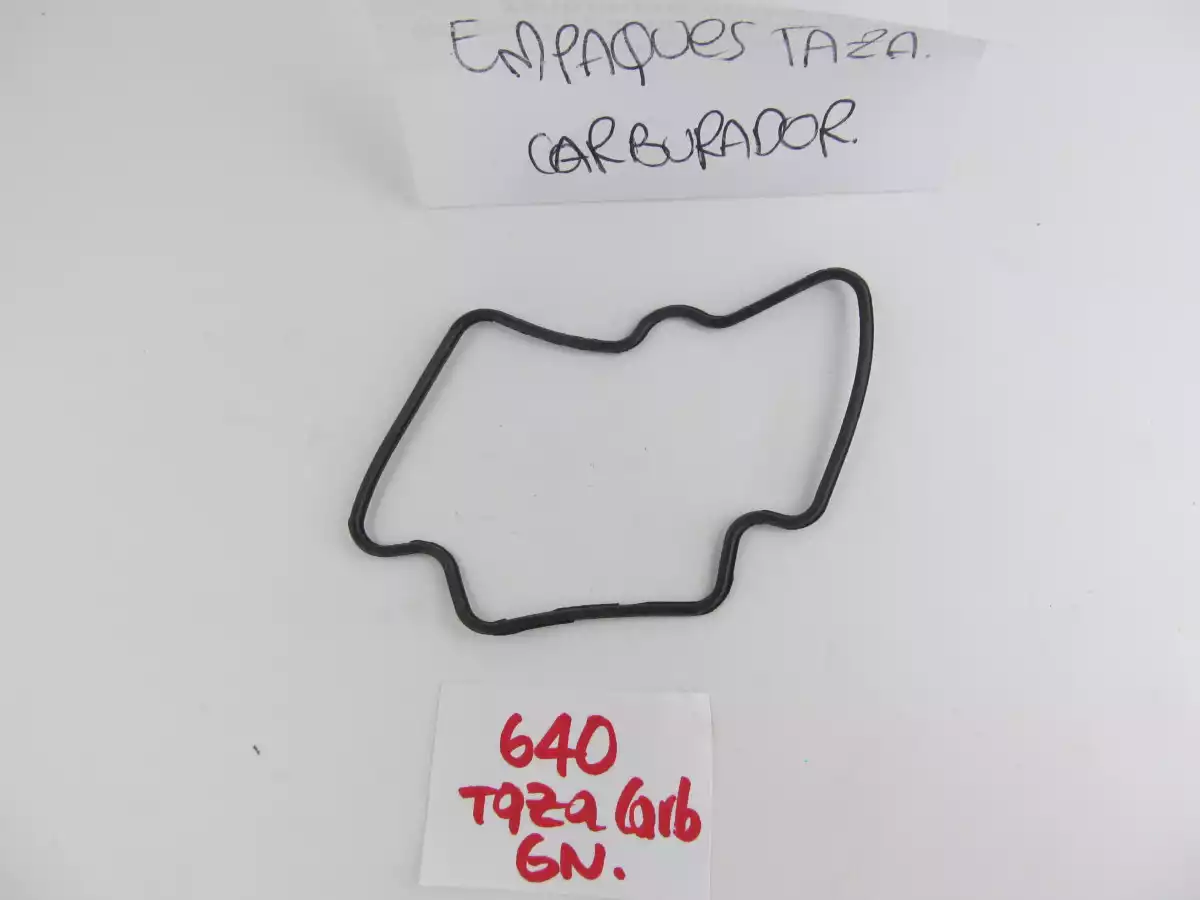 EMPAQUES TAZA.
CARBURADOR.
640
Taza Carb
GN.